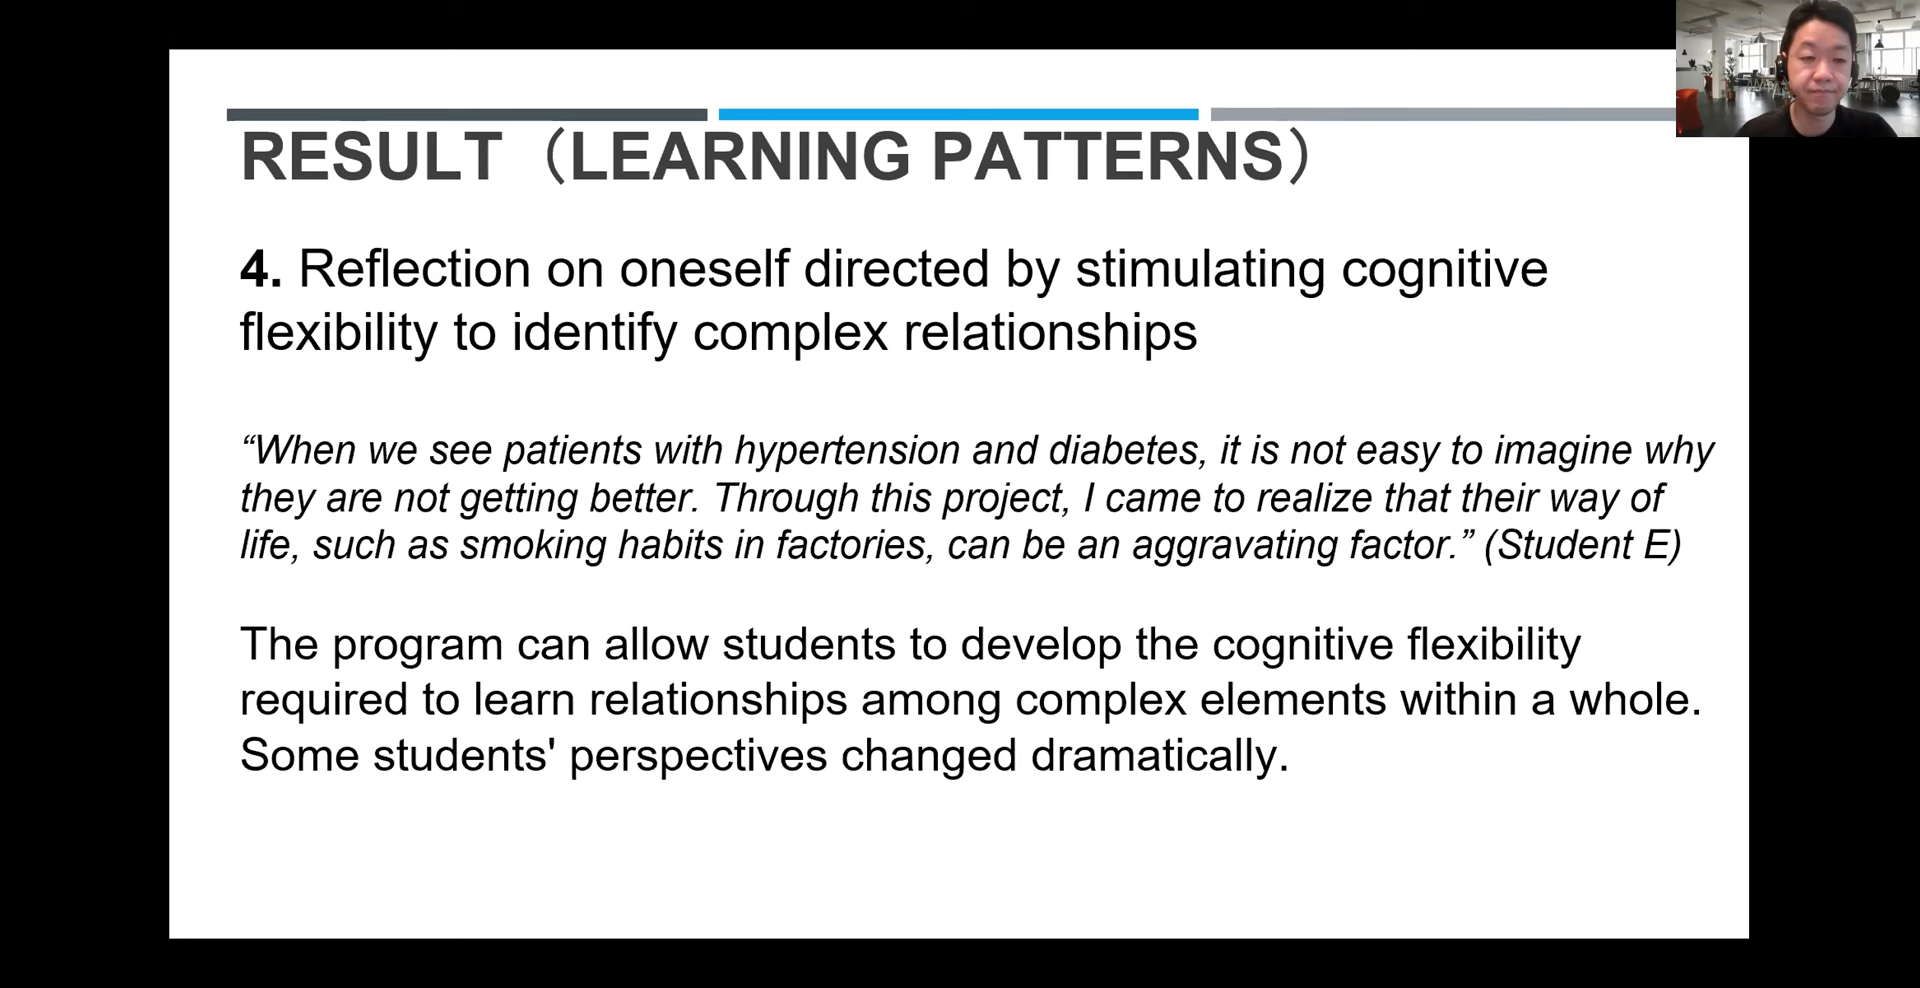 RESULT（LEARNING PATTERNS）
4. Reflection on oneself directed by stimulating cognitive
flexibility to identify complex relationships
“When we see patients with hypertension and diabetes, it is not easy to imagine why
they are not getting better. Through this project, I came to realize that their way of
life, such as smoking habits in factories, can be an aggravating factor.” (Student E)
The program can allow students to develop the cognitive flexibility
required to learn relationships among complex elements within a whole.
Some students' perspectives changed dramatically.